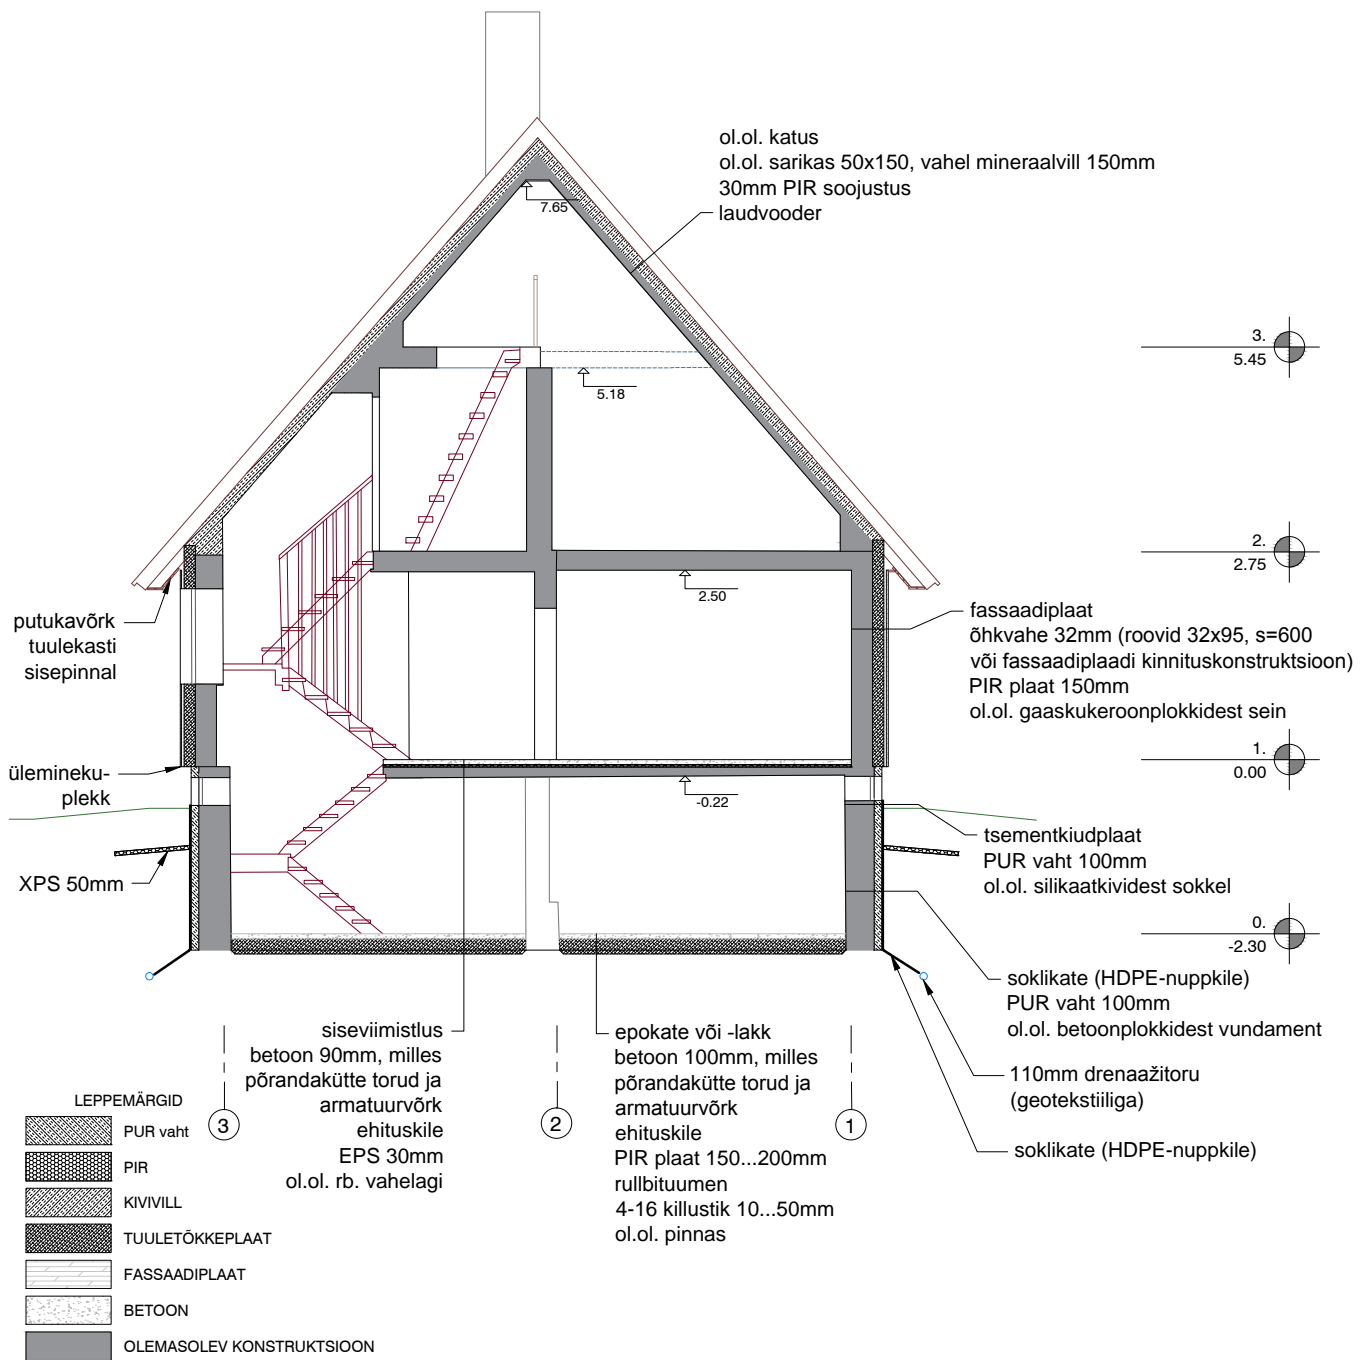 ol.ol. katus
ol.ol. sarikas 50x150, vahel mineraalvill 150mm
30mm PIR soojustus
laudvooder
7.65
3.
5.45
5.18
2.
2.75
2.50
putukavõrk
tuulekasti
sisepinnal
fassaadiplaat
õhkvahe 32mm (roovid 32x95, s=600
või fassaadiplaadi kinnituskonstruktsioon)
PIR plaat 150mm
ol.ol. gaaskukeroonplokkidest sein
ülemineku-
plekk
1.
0.00
-0.22
XPS 50mm
tsementkiudplaat
PUR vaht 100mm
ol.ol. silikaatkividest sokkel
0.
-2.30
soklikate (HDPE-nuppkile)
PUR vaht 100mm
ol.ol. betoonplokkidest vundament
siseviimistlus
betoon 90mm, milles
põrandakütte torud ja
armatuurvõrk
ehituskile
EPS 30mm
ol.ol. rb. vahelagi
epokate või -lakk
betoon 100mm, milles
põrandakütte torud ja
armatuurvõrk
ehituskile
PIR plaat 150...200mm
rullbituumen
4-16 killustik 10...50mm
ol.ol. pinnas
110mm drenaažitoru
(geotekstiiliga)
soklikate (HDPE-nuppkile)
3
2
1
LEPPEMÄRGID
PUR vaht
PIR
KIVIVILL
TUULETÕKKEPLAAT
FASSAADIPLAAT
BETOON
OLEMASOLEV KONSTRUKTSIOON